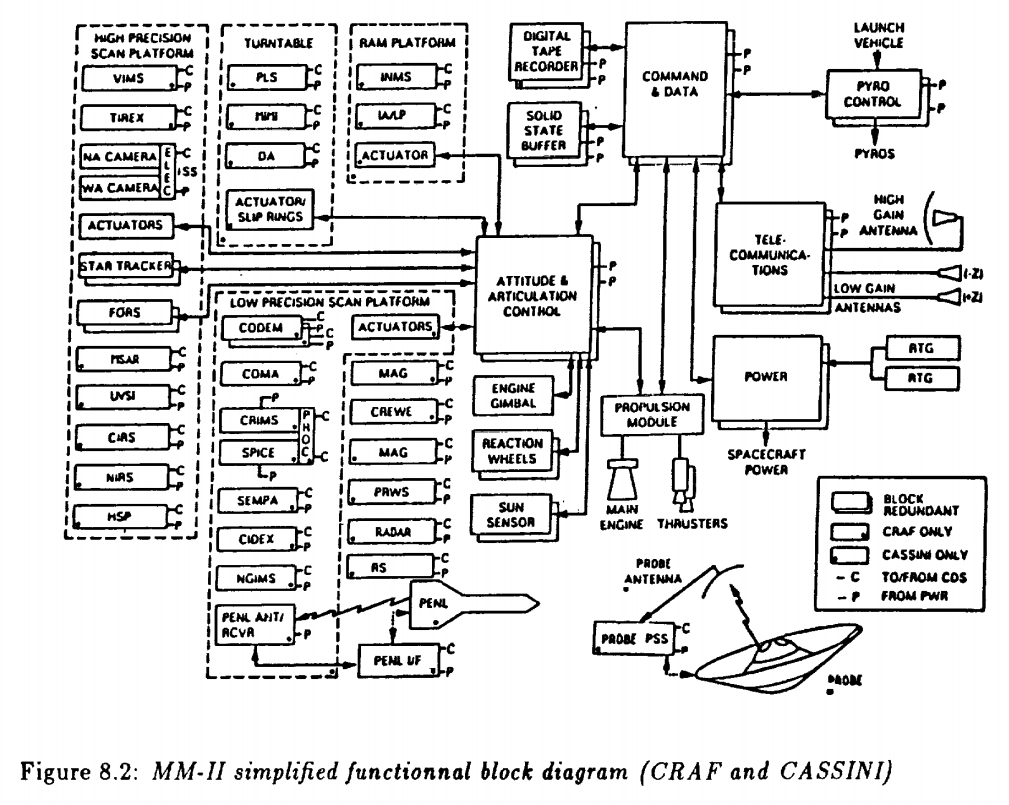 HIGH PRECISION
SCAN PLATFORM
VIMS
C
P
TIREX
C
P
NA CAMERA
WA CAMERA
E
L
E
C
C
ISS
P
ACTUATORS
STAR TRACKER
FORS
MSAR
C
P
UVSI
C
P
CIRS
C
P
NIRS
C
P
HSP
C
P
TURNTABLE
PLS
C
P
MIMI
C
P
DA
C
P
ACTUATOR/
SLIP RINGS
RAM PLATFORM
INMS
C
P
IA/LP
C
P
ACTUATOR
LOW PRECISION SCAN PLATFORM
CODEM
C
P
C
P
ACTUATORS
COMA
C
P
P
CRIMS
SPICE
P
H
O
C
C
C
P
SEMPA
C
P
CIDEX
C
P
NGIMS
C
P
PENL ANT/
RCVR
P
MAG
C
P
CREWE
C
P
MAG
C
P
PRWS
C
P
RADAR
C
P
RS
C
P
PENL
PENL I/F
C
P
DIGITAL
TAPE
RECORDER
P
P
SOLID
STATE
BUFFER
P
P
COMMAND
& DATA
P
P
LAUNCH
VEHICLE
PYRO
CONTROL
P
P
PYROS
ATTITUDE &
ARTICULATION
CONTROL
P
P
TELE-
COMMUNICA-
TIONS
P
P
HIGH
GAIN
ANTENNA
(-Z)
LOW GAIN
ANTENNAS
(+Z)
POWER
RTG
RTG
SPACECRAFT
POWER
ENGINE
GIMBAL
REACTION
WHEELS
SUN
SENSOR
PROPULSION
MODULE
MAIN
ENGINE
THRUSTERS
BLOCK
REDUNDANT
CRAF ONLY
CASSINI ONLY
– C TO/FROM CDS
– P FROM PWR
PROBE
ANTENNA
PROBE PSS
C
P
PROBE
Figure 8.2: MM-II simplified functionnal block diagram (CRAF and CASSINI)